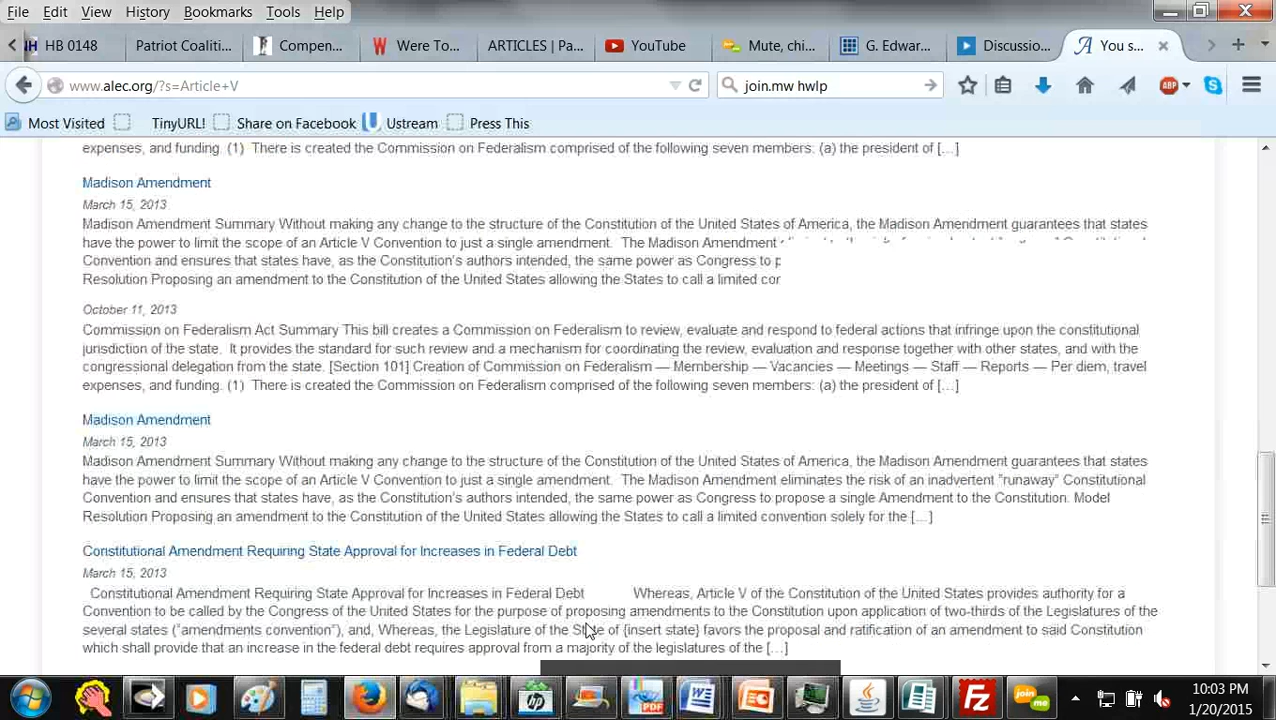 File Edit View History Bookmarks Tools Help
HB 0148 Patriot Coaliti... Compen... Were To... ARTICLES | Pa... YouTube Mute, chi... G. Edwar... Discussio... You s...
www.alec.org/?s=Article+V join.mw hwlp
Most Visited TinyURL! Share on Facebook Ustream Press This
expenses, and funding. (1) There is created the Commission on Federalism comprised of the following seven members: (a) the president of […]
Madison Amendment
March 15, 2013
Madison Amendment Summary Without making any change to the structure of the Constitution of the United States of America, the Madison Amendment guarantees that states
have the power to limit the scope of an Article V Convention to just a single amendment. The Madison Amendment
Convention and ensures that states have, as the Constitution's authors intended, the same power as Congress to
Resolution Proposing an amendment to the Constitution of the United States allowing the States to call a limited
October 11, 2013
Commission on Federalism Act Summary This bill creates a Commission on Federalism to review, evaluate and respond to federal actions that infringe upon the constitutional
jurisdiction of the state. It provides the standard for such review and a mechanism for coordinating the review, evaluation and response together with other states, and with the
congressional delegation from the state. [Section 101] Creation of Commission on Federalism — Membership — Vacancies — Meetings — Staff — Reports — Per diem, travel
expenses, and funding. (1) There is created the Commission on Federalism comprised of the following seven members: (a) the president of […]
Madison Amendment
March 15, 2013
Madison Amendment Summary Without making any change to the structure of the Constitution of the United States of America, the Madison Amendment guarantees that states
have the power to limit the scope of an Article V Convention to just a single amendment. The Madison Amendment eliminates the risk of an inadvertent "runaway" Constitutional
Convention and ensures that states have, as the Constitution's authors intended, the same power as Congress to propose a single Amendment to the Constitution. Model
Resolution Proposing an amendment to the Constitution of the United States allowing the States to call a limited convention solely for the […]
Constitutional Amendment Requiring State Approval for Increases in Federal Debt
March 15, 2013
Constitutional Amendment Requiring State Approval for Increases in Federal Debt Whereas, Article V of the Constitution of the United States provides authority for a
Convention to be called by the Congress of the United States for the purpose of proposing amendments to the Constitution upon application of two-thirds of the Legislatures of the
several states ("amendments convention"), and, Whereas, the Legislature of the State of {insert state} favors the proposal and ratification of an amendment to said Constitution
which shall provide that an increase in the federal debt requires approval from a majority of the legislatures of the […]
10:03 PM
1/20/2015